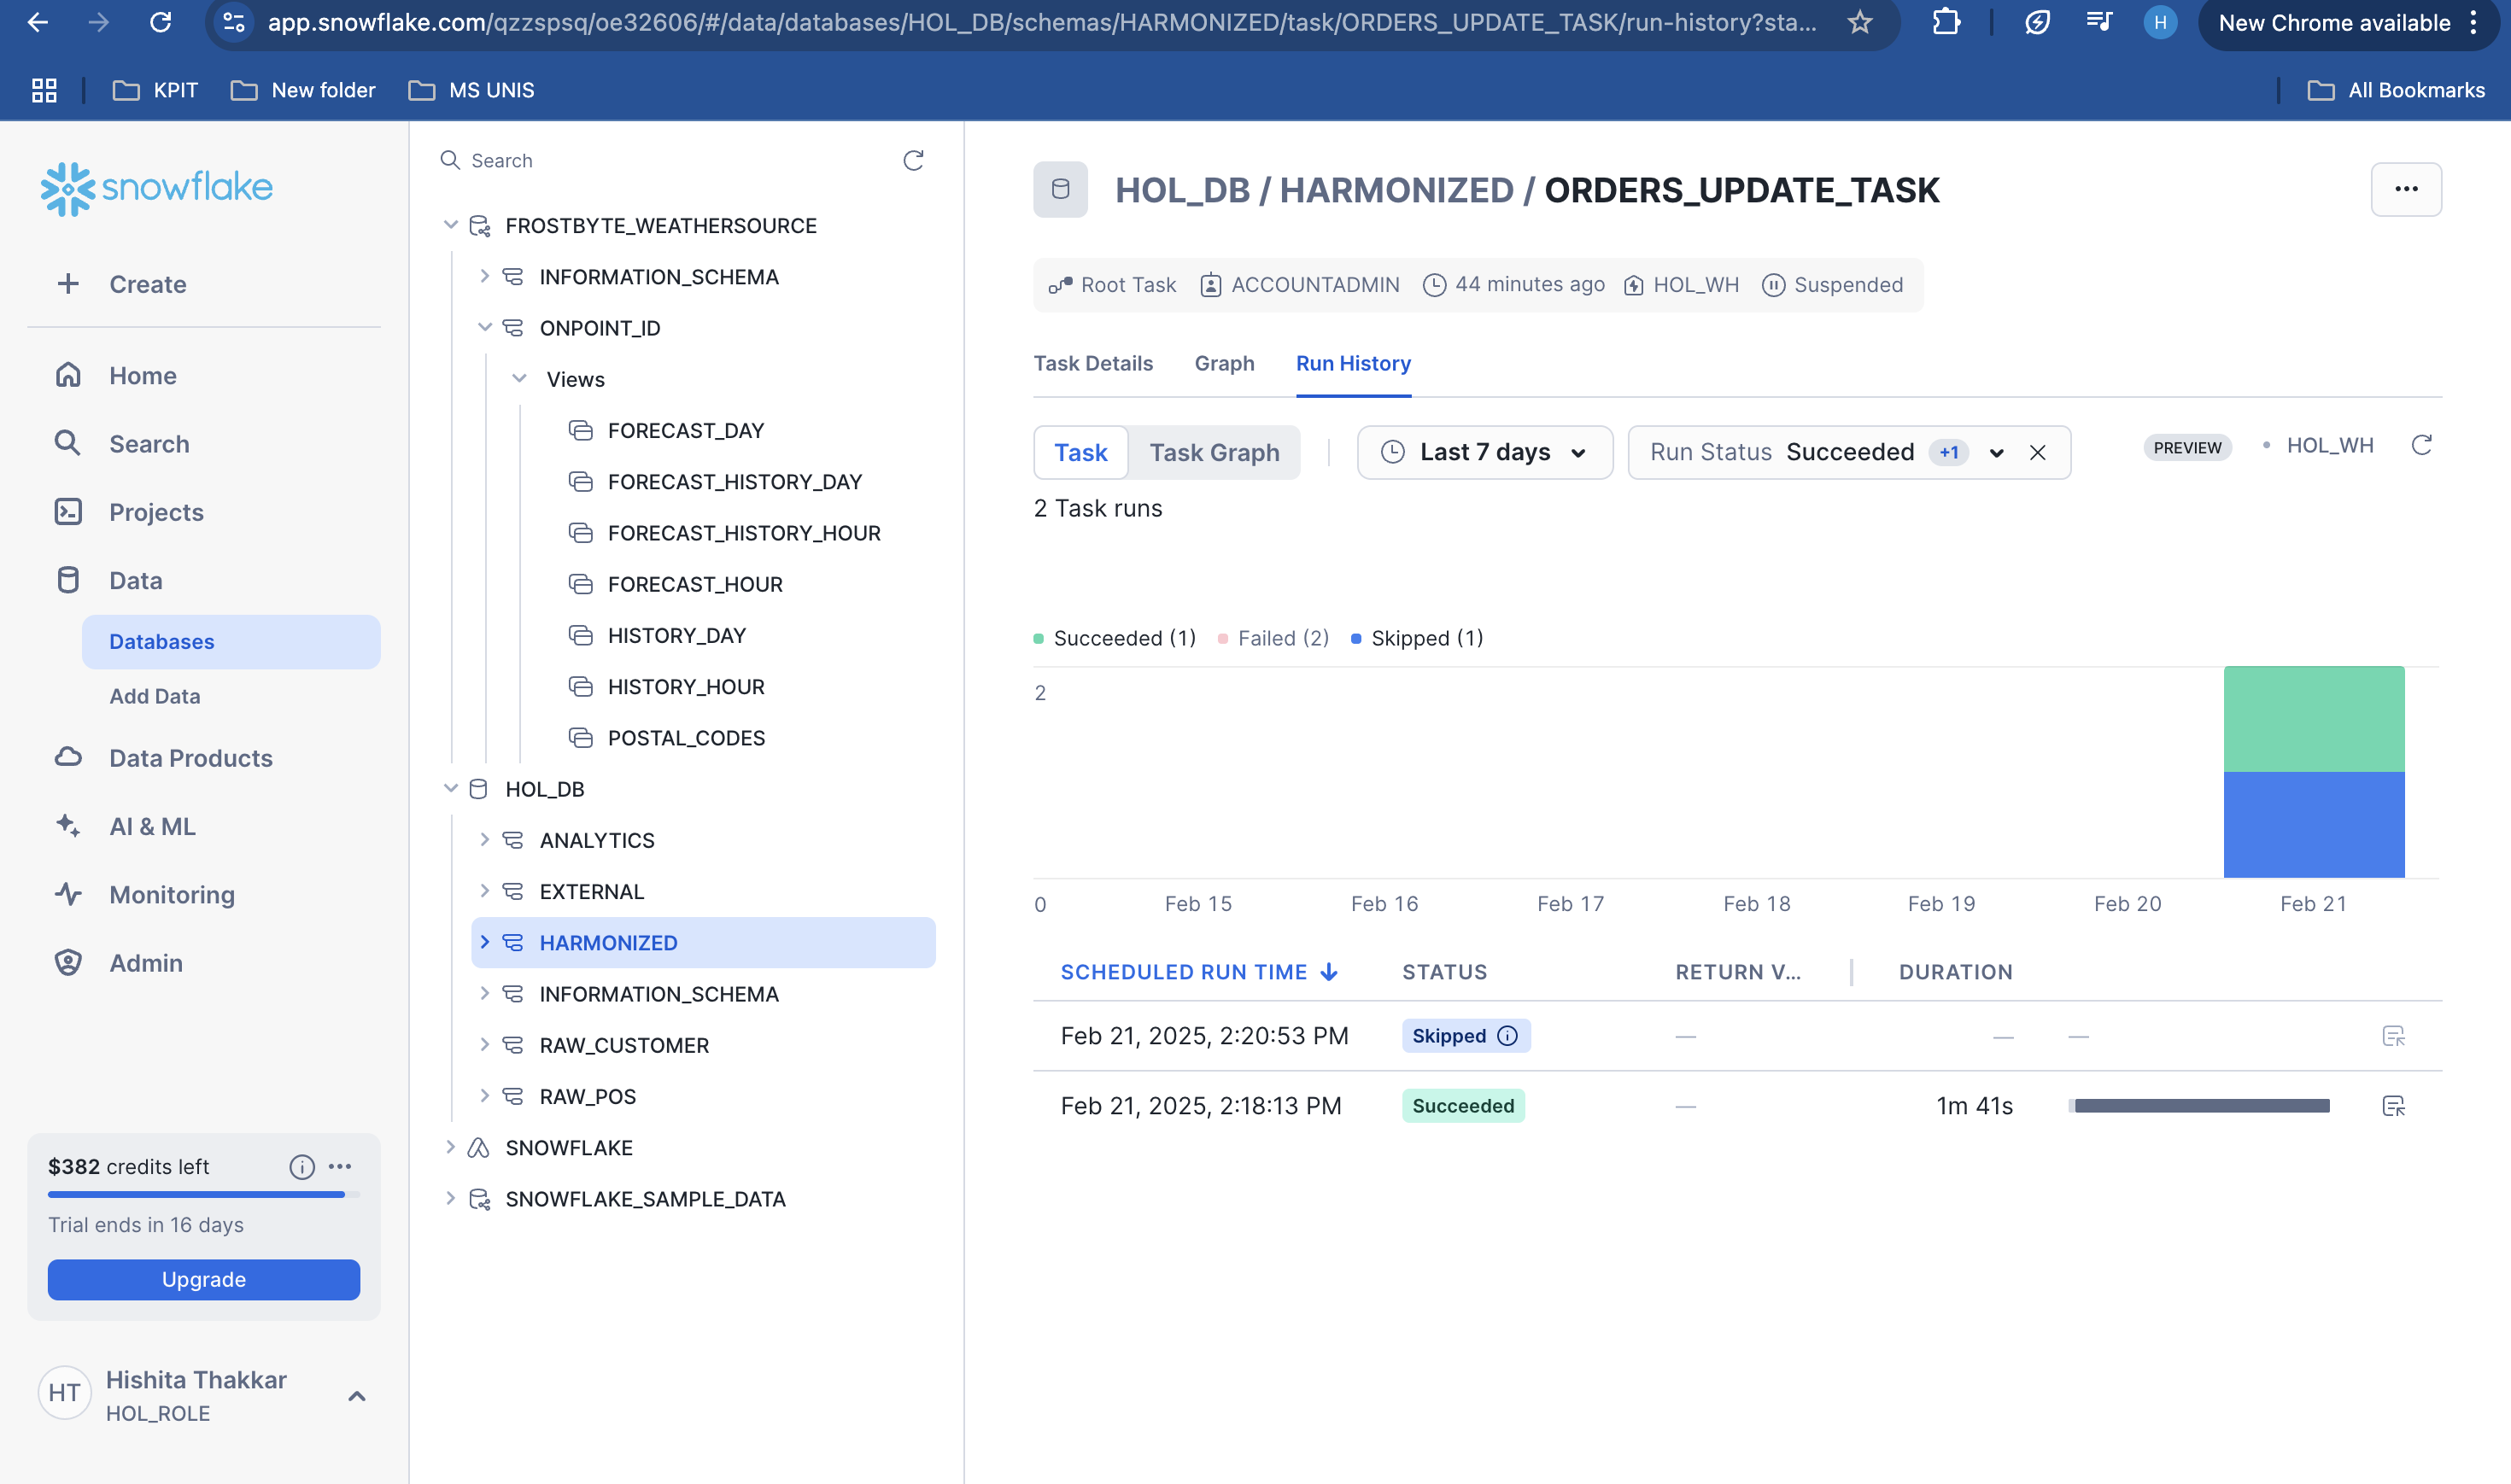 app.snowflake.com/qzzspsq/oe32606/#/data/databases/HOL_DB/schemas/HARMONIZED/task/ORDERS_UPDATE_TASK/run-history?sta...
H
New Chrome available
KPIT
New folder
MS UNIS
All Bookmarks
snowflake
Create
Home
Search
Projects
Data
Databases
Add Data
Data Products
AI & ML
Monitoring
Admin
$382 credits left
Trial ends in 16 days
Upgrade
HT
Hishita Thakkar
HOL_ROLE
Search
FROSTBYTE_WEATHERSOURCE
INFORMATION_SCHEMA
ONPOINT_ID
Views
FORECAST_DAY
FORECAST_HISTORY_DAY
FORECAST_HISTORY_HOUR
FORECAST_HOUR
HISTORY_DAY
HISTORY_HOUR
POSTAL_CODES
HOL_DB
ANALYTICS
EXTERNAL
HARMONIZED
INFORMATION_SCHEMA
RAW_CUSTOMER
RAW_POS
SNOWFLAKE
SNOWFLAKE_SAMPLE_DATA
HOL_DB / HARMONIZED / ORDERS_UPDATE_TASK
Root Task ACCOUNTADMIN 44 minutes ago HOL_WH Suspended
Task Details Graph Run History
Task Task Graph Last 7 days Run Status Succeeded +1 PREVIEW HOL_WH
2 Task runs
Succeeded (1) Failed (2) Skipped (1)
2
0 Feb 15 Feb 16 Feb 17 Feb 18 Feb 19 Feb 20 Feb 21
SCHEDULED RUN TIME STATUS RETURN V... DURATION
Feb 21, 2025, 2:20:53 PM Skipped — — —
Feb 21, 2025, 2:18:13 PM Succeeded — 1m 41s